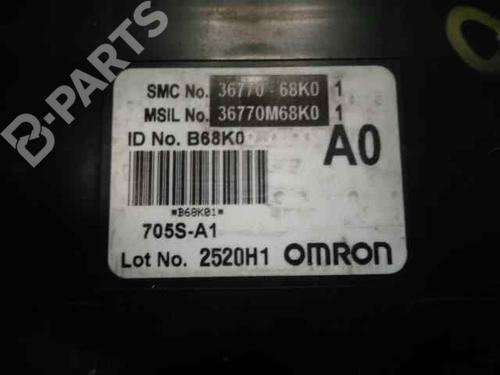 B-PARTS
SMC No. 36770-68K0 1
MSIL No. 36770M68K0 1
ID No. B68K0
A0
*B68K01*
705S-A1
Lot No. 2520H1 OMRON